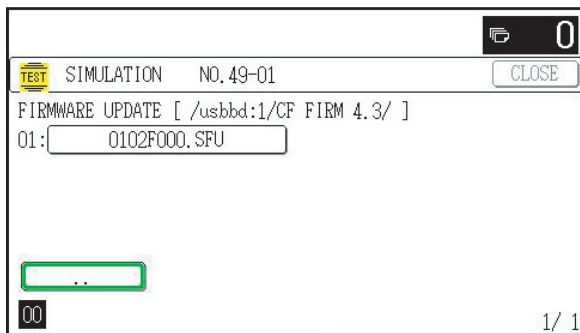 0
TEST SIMULATION NO.49-01 CLOSE
FIRMWARE UPDATE [ /usbbd:1/CF FIRM 4.3/ ]
01: 0102F000.SFU
..
00 1/ 1